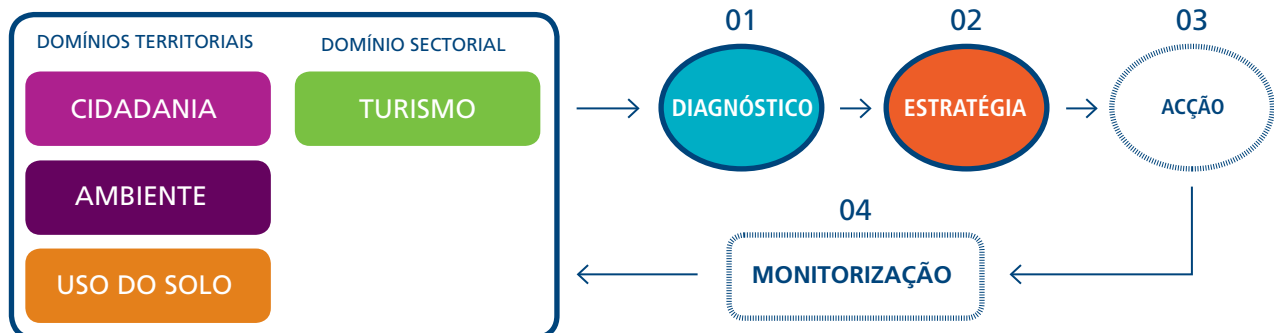 DOMÍNIOS TERRITORIAIS
CIDADANIA
AMBIENTE
USO DO SOLO
DOMÍNIO SECTORIAL
TURISMO
01
DIAGNÓSTICO
02
ESTRATÉGIA
03
ACÇÃO
04
MONITORIZAÇÃO